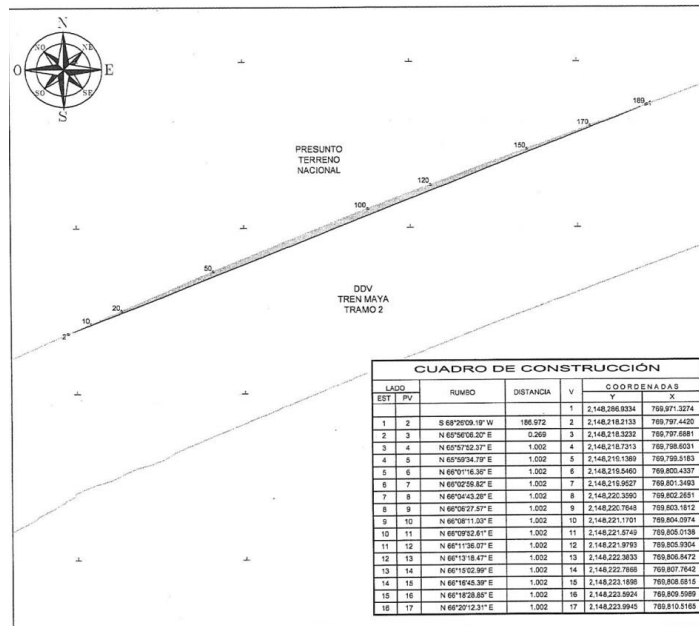 N
NO NE
O E
SO SE
S
189 1
170
PRESUNTO
TERRENO
NACIONAL
150
120
100
50
DDV
TREN MAYA
TRAMO 2
20
10
2
CUADRO DE CONSTRUCCIÓN
LADO RUMBO DISTANCIA V COORDENADAS
EST PV Y X
1 2,148,286.9334 769,971.3274
1 2 S 68°26'09.19" W 186.972 2 2,148,218.2133 769,797.4420
2 3 N 65°56'06.20" E 0.269 3 2,148,218.3232 769,797.6881
3 4 N 65°57'52.37" E 1.002 4 2,148,218.7313 769,798.6031
4 5 N 65°59'34.79" E 1.002 5 2,148,219.1389 769,799.5183
5 6 N 66°01'16.36" E 1.002 6 2,148,219.5460 769,800.4337
6 7 N 66°02'59.82" E 1.002 7 2,148,219.9527 769,801.3493
7 8 N 66°04'43.28" E 1.002 8 2,148,220.3590 769,802.2651
8 9 N 66°06'27.57" E 1.002 9 2,148,220.7648 769,803.1812
9 10 N 66°08'11.03" E 1.002 10 2,148,221.1701 769,804.0974
10 11 N 66°09'52.61" E 1.002 11 2,148,221.5749 769,805.0138
11 12 N 66°11'36.07" E 1.002 12 2,148,221.9793 769,805.9304
12 13 N 66°13'18.47" E 1.002 13 2,148,222.3833 769,806.8472
13 14 N 66°15'02.99" E 1.002 14 2,148,222.7868 769,807.7642
14 15 N 66°16'45.39" E 1.002 15 2,148,223.1898 769,808.6815
15 16 N 66°18'28.85" E 1.002 16 2,148,223.5924 769,809.5989
16 17 N 66°20'12.31" E 1.002 17 2,148,223.9945 769,810.5165